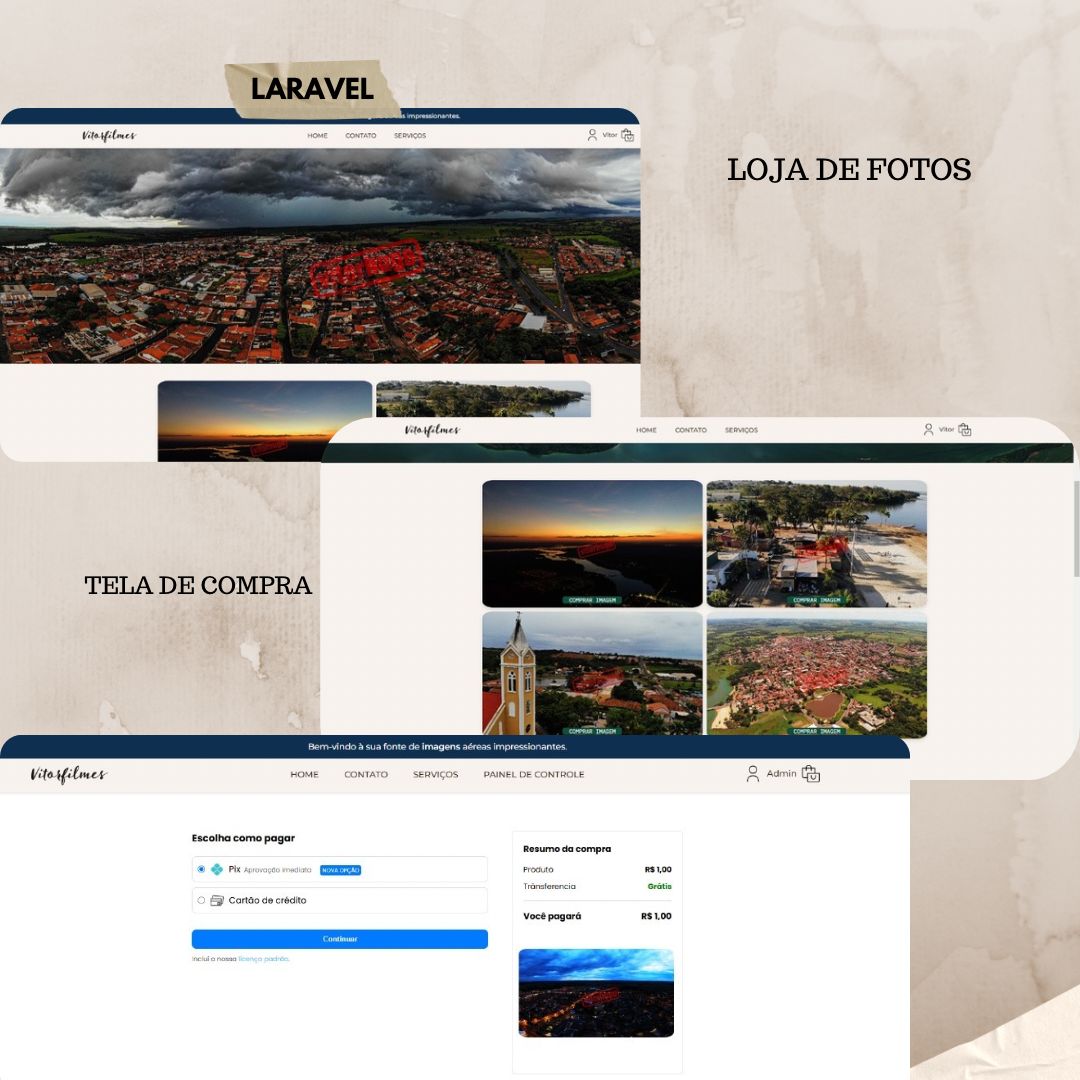 LARAVEL
as impressionantes.
Vitorfilmes
HOME CONTATO SERVIÇOS
Vitor
LOJA DE FOTOS
Vitorfilmes
HOME CONTATO SERVIÇOS
Vitor
COMPRAR IMAGEM COMPRAR IMAGEM
TELA DE COMPRA
COMPRAR IMAGEM COMPRAR IMAGEM
Bem-vindo à sua fonte de imagens aéreas impressionantes.
Vitorfilmes
HOME CONTATO SERVIÇOS PAINEL DE CONTROLE
Admin
Escolha como pagar
Pix Aprovação imediata NOVA OPÇÃO
Cartão de crédito
Continuar
Inclui o nossa licença padrão.
Resumo da compra
Produto R$ 1,00
Transferencia Grátis
Você pagará R$ 1,00